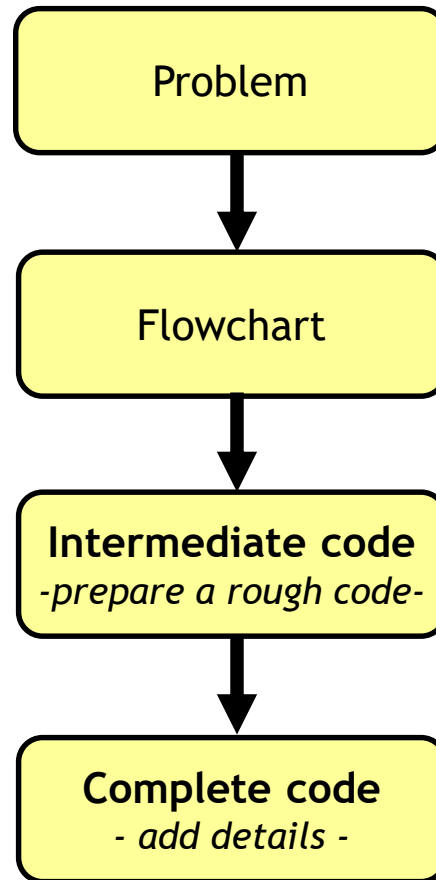 Problem
Flowchart
Intermediate code
-prepare a rough code-
Complete code
- add details -